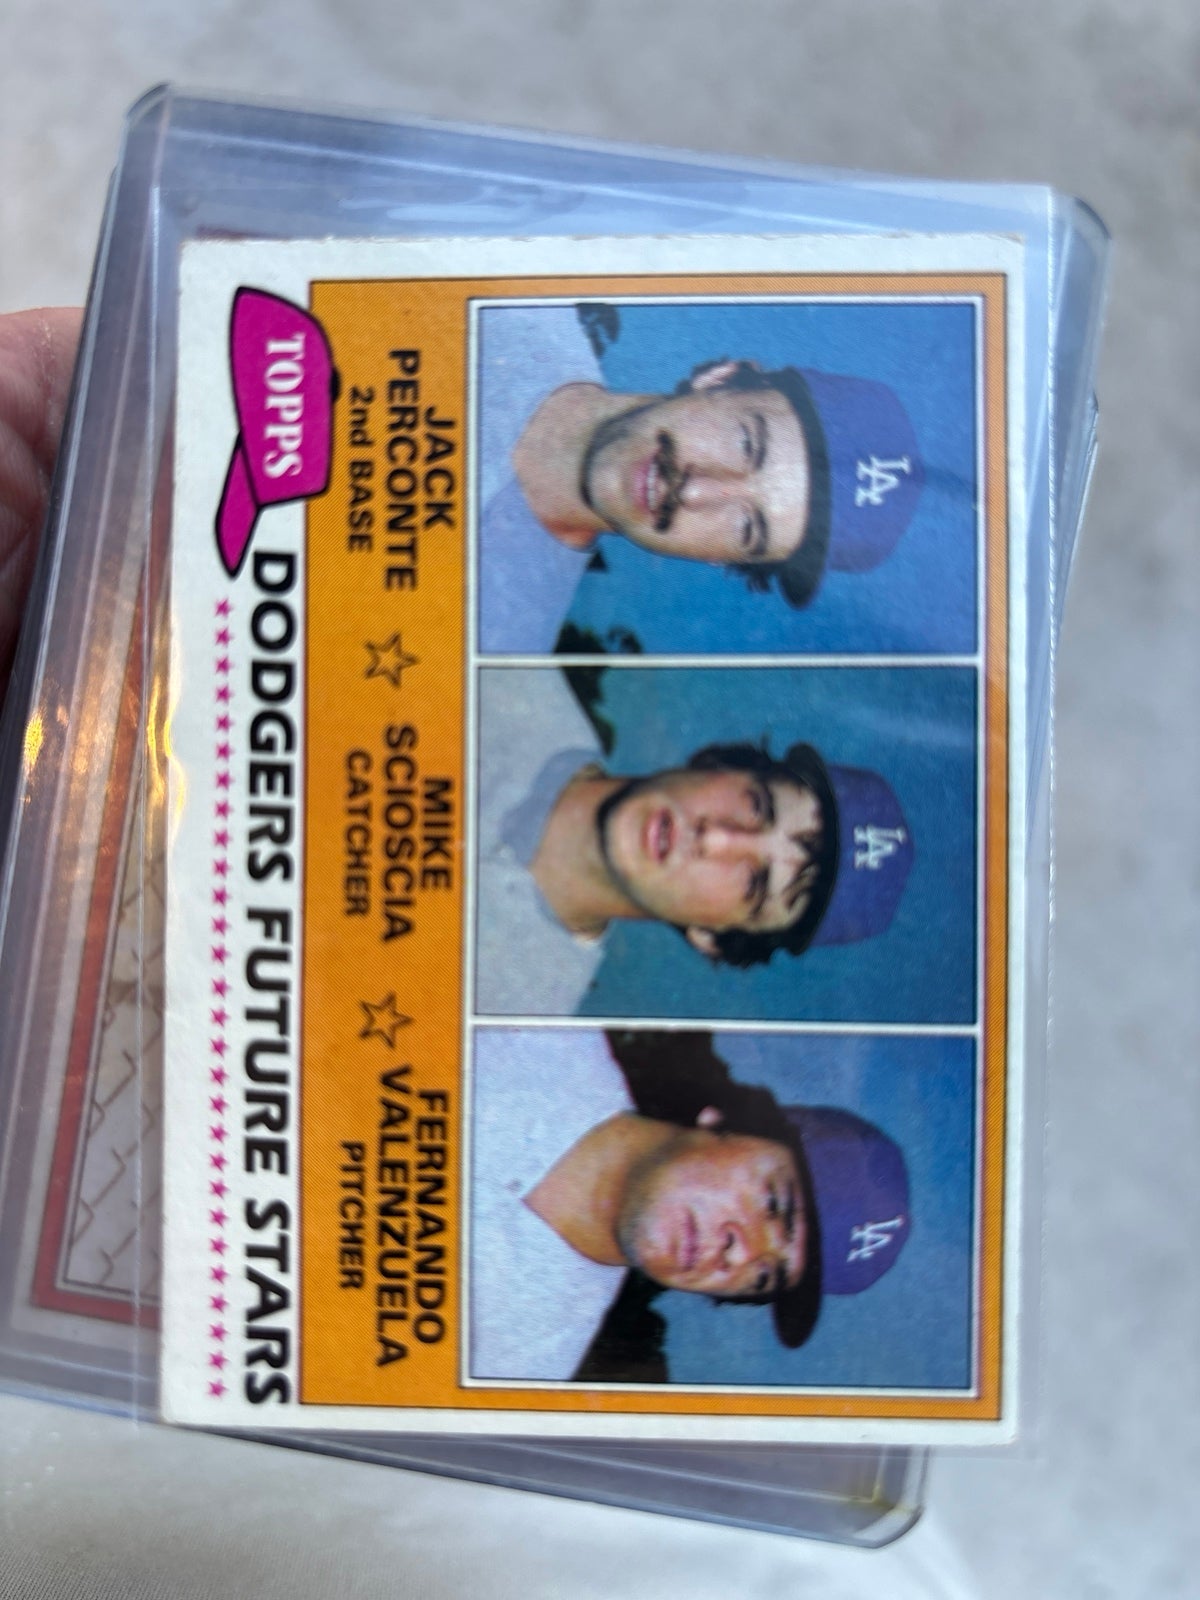 LA
LA
LA
JACK
PERCONTE
2nd BASE
MIKE
SCIOSCIA
CATCHER
FERNANDO
VALENZUELA
PITCHER
TOPPS
DODGERS FUTURE STARS